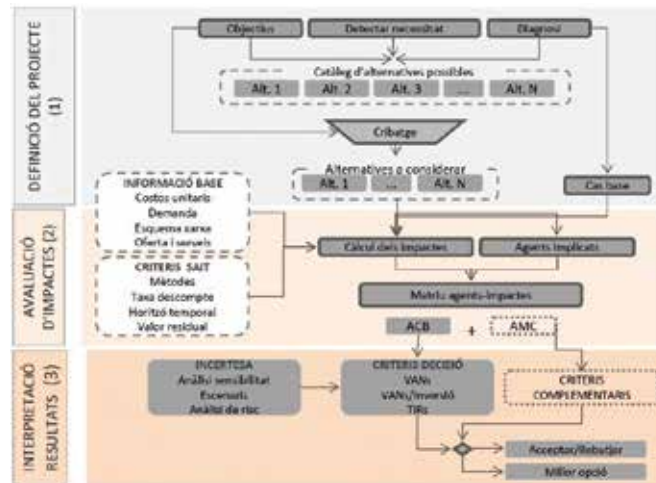 DEFINICIÓ DEL PROJECTE
(1)
Objectius
Detectar necessitat
Diagnosi
Catàleg d'alternatives possibles
Alt. 1
Alt. 2
Alt. 3
...
Alt. N
Cribatge
Alternatives a considerar
Alt. 1
...
Alt. N
Cas base
INFORMACIÓ BASE
Costos unitaris
Demanda
Esquema xarxa
Oferta i serveis
AVALUACIÓ
D'IMPACTES (2)
Càlcul dels impactes
Agents implicats
CRITERIS SAIT
Mètodes
Taxa descompte
Horitzó temporal
Valor residual
Matriu agents-impactes
ACB
+
AMC
INTERPRETACIÓ
RESULTATS (3)
INCERTESA
Anàlisi sensibilitat
Escenaris
Anàlisi de risc
CRITERIS DECISIÓ
VANs
VANs/Inversió
TIRs
CRITERIS
COMPLEMENTARIS
Acceptar/Rebutjar
Millor opció